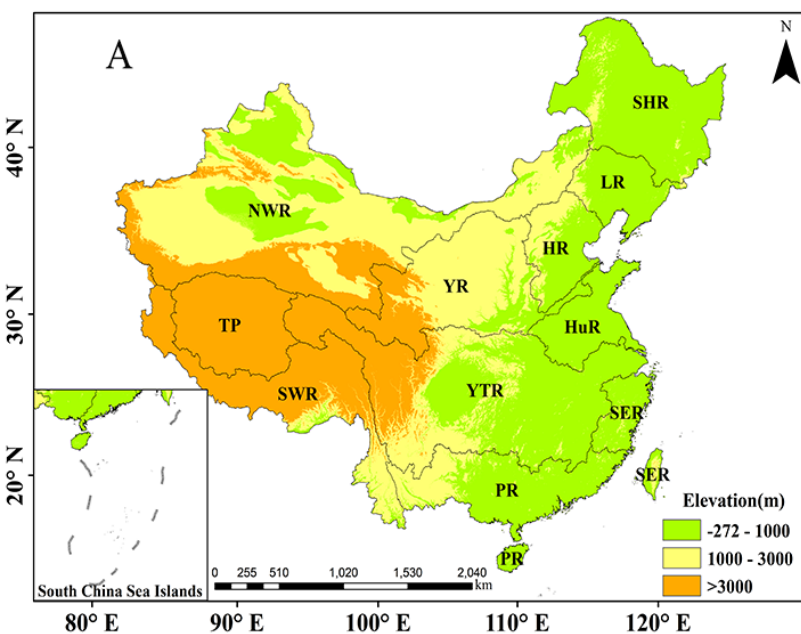 A
N
40° N
30° N
20° N
SHR
LR
NWR
HR
YR
TP
HuR
SWR
YTR
SER
SER
PR
PR
Elevation(m)
-272 - 1000
1000 - 3000
>3000
0 255 510 1,020 1,530 2,040
km
South China Sea Islands
80° E 90° E 100° E 110° E 120° E